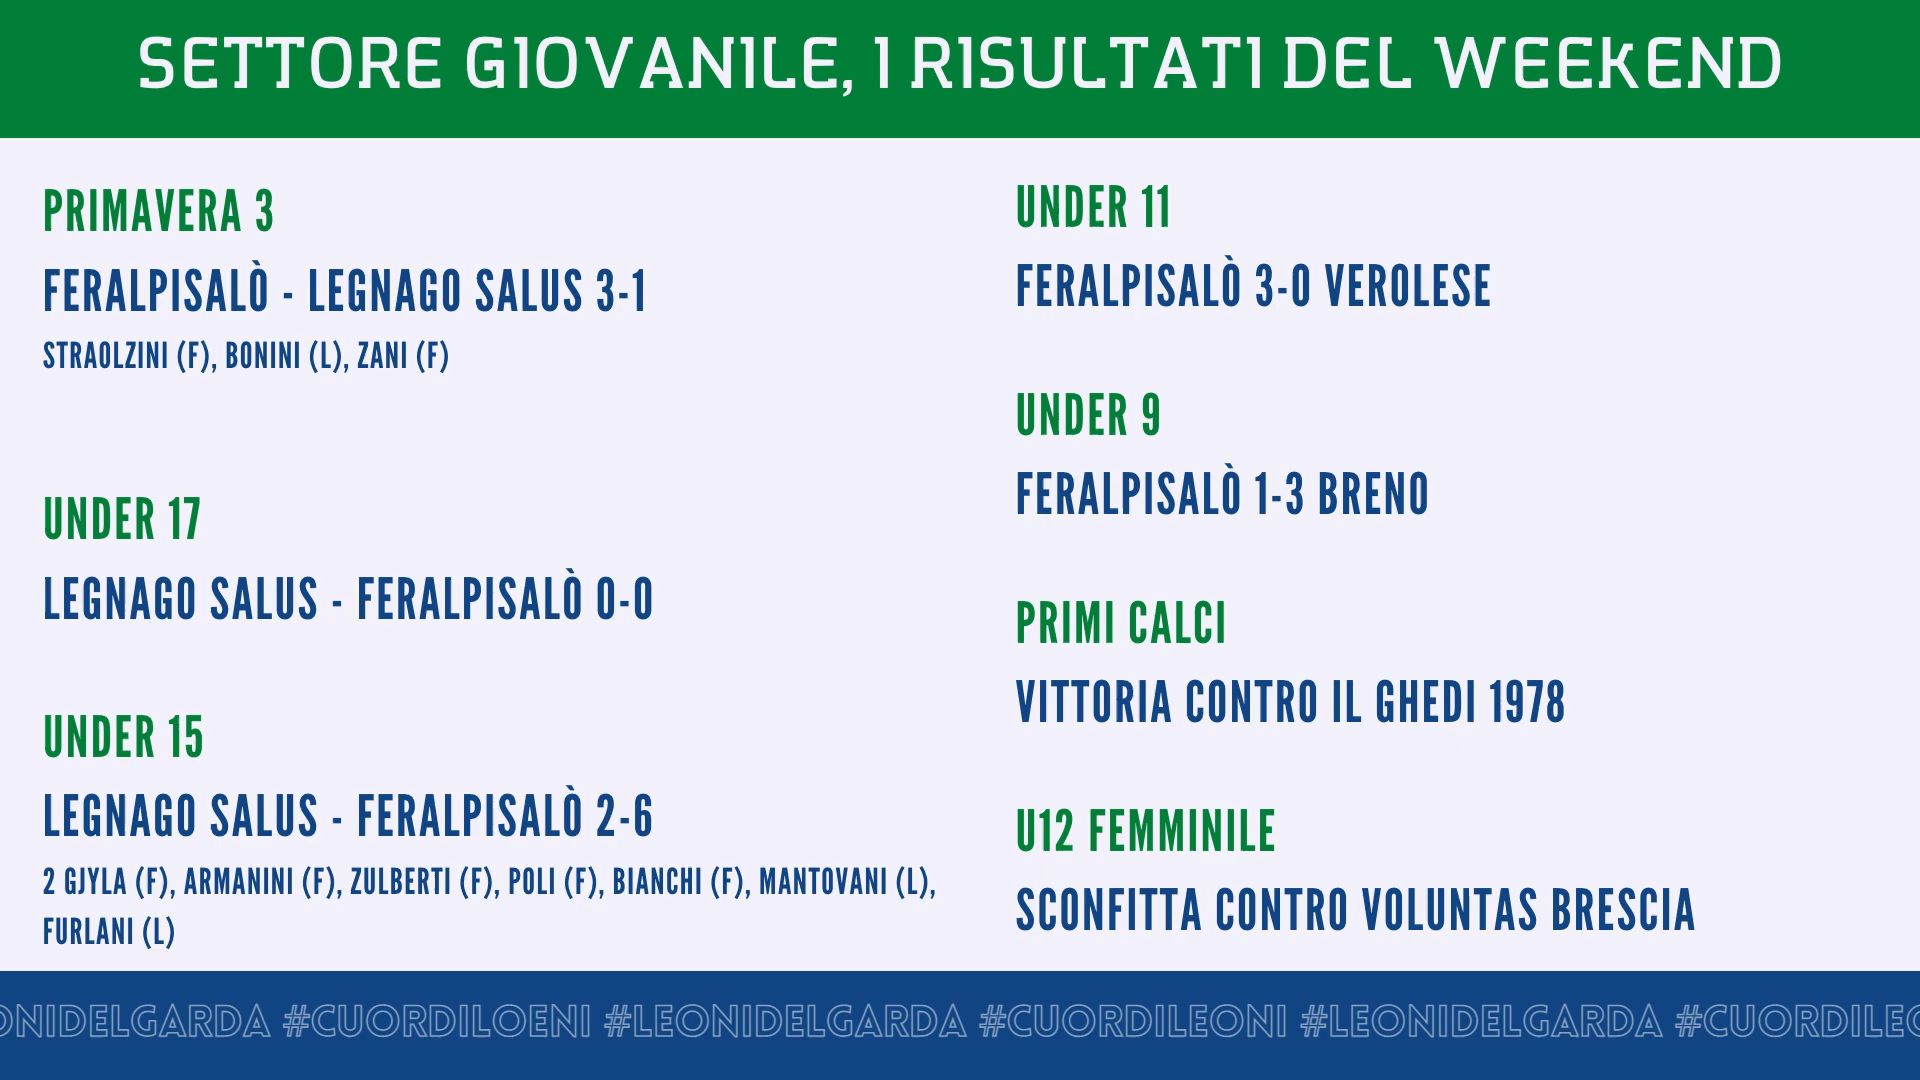 SETTORE GIOVANILE, I RISULTATI DEL WEEKEND
PRIMAVERA 3
FERALPISALÒ - LEGNAGO SALUS 3-1
STRAOLZINI (F), BONINI (L), ZANI (F)
UNDER 17
LEGNAGO SALUS - FERALPISALÒ 0-0
UNDER 15
LEGNAGO SALUS - FERALPISALÒ 2-6
2 GJYLA (F), ARMANINI (F), ZULBERTI (F), POLI (F), BIANCHI (F), MANTOVANI (L),
FURLANI (L)
UNDER 11
FERALPISALÒ 3-0 VEROLESE
UNDER 9
FERALPISALÒ 1-3 BRENO
PRIMI CALCI
VITTORIA CONTRO IL GHEDI 1978
U12 FEMMINILE
SCONFITTA CONTRO VOLUNTAS BRESCIA
ONIDELGARDA #CUORDILOENI #LEONIDELGARDA #CUORDILEONI #LEONIDELGARDA #CUORDILEO